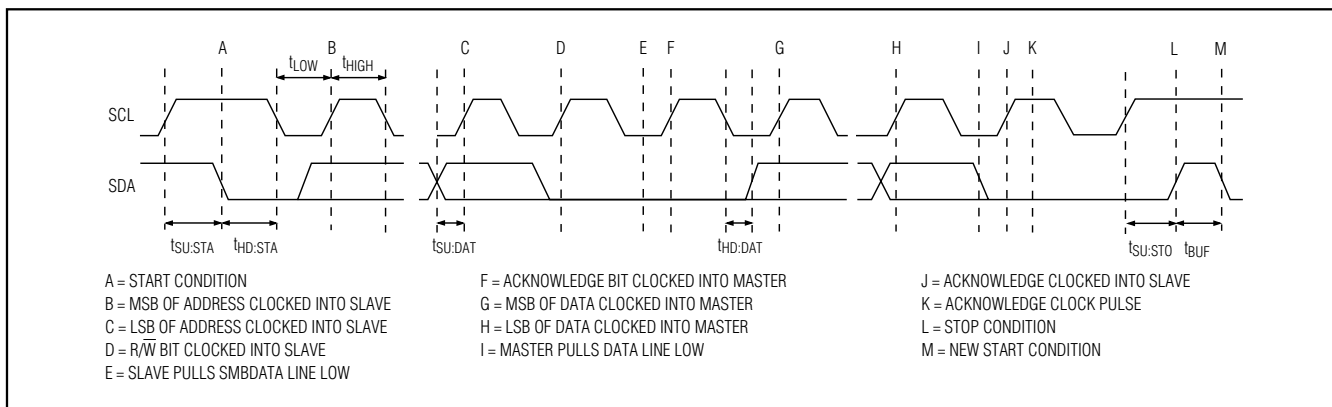 A B C D E F G H I J K L M
tLOW tHIGH
SCL
SDA
tSU:STA tHD:STA tSU:DAT tHD:DAT tSU:STO tBUF
A = START CONDITION
B = MSB OF ADDRESS CLOCKED INTO SLAVE
C = LSB OF ADDRESS CLOCKED INTO SLAVE
D = R/W̅ BIT CLOCKED INTO SLAVE
E = SLAVE PULLS SMBDATA LINE LOW
F = ACKNOWLEDGE BIT CLOCKED INTO MASTER
G = MSB OF DATA CLOCKED INTO MASTER
H = LSB OF DATA CLOCKED INTO MASTER
I = MASTER PULLS DATA LINE LOW
J = ACKNOWLEDGE CLOCKED INTO SLAVE
K = ACKNOWLEDGE CLOCK PULSE
L = STOP CONDITION
M = NEW START CONDITION